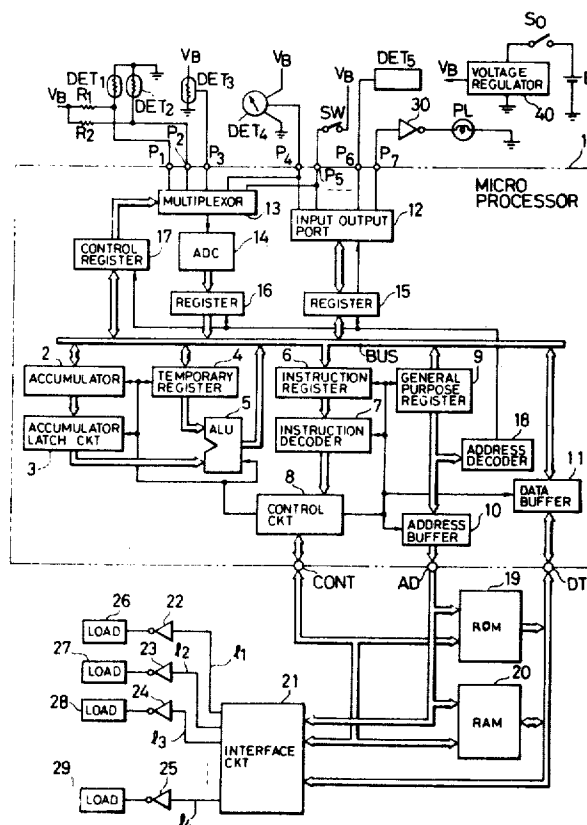 S0
VB
DET5
DET1
DET3
VB
VOLTAGE REGULATOR
VB
R1
DET2
SW
30
PL
40
R2
DET4
P1
P2
P3
P4
P5
P6
P7
MICRO PROCESSOR
MULTIPLEXOR
13
INPUT OUTPUT PORT
12
17
CONTROL REGISTER
ADC
14
REGISTER
16
REGISTER
15
BUS
2
ACCUMULATOR
4
TEMPORARY REGISTER
6
INSTRUCTION REGISTER
9
GENERAL PURPOSE REGISTER
5
ALU
7
INSTRUCTION DECODER
18
ADDRESS DECODER
ACCUMULATOR LATCH CKT
3
8
CONTROL CKT
10
ADDRESS BUFFER
11
DATA BUFFER
CONT
AD
DT
19
ROM
26
LOAD
22
l1
27
LOAD
23
l2
20
RAM
28
LOAD
24
l3
21
INTERFACE CKT
29
LOAD
25